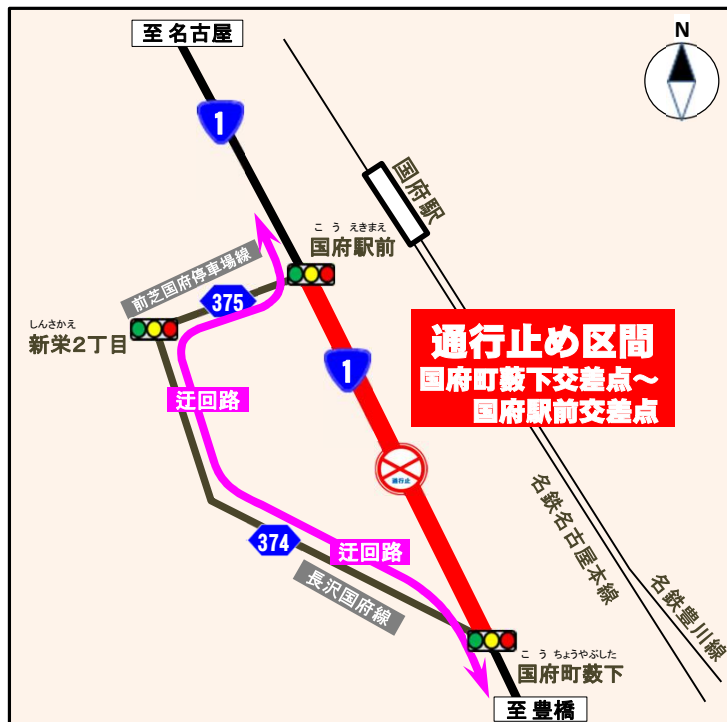 至 名古屋
N
1
国府駅
こ う えきまえ
国府駅前
前芝国府停車場線
375
しんさかえ
新栄2丁目
1
通行止め区間
国府町藪下交差点～
国府駅前交差点
迂回路
通行止
名鉄名古屋本線
374
迂回路
長沢国府線
名鉄豊川線
こ う ちょうやぶした
国府町藪下
至 豊橋